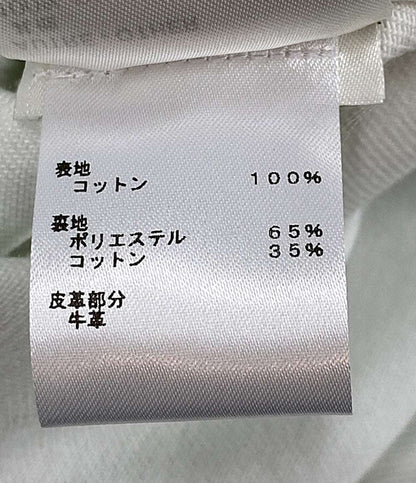 表地
コットン 100%
裏地
ポリエステル 65%
コットン 35%
皮革部分
牛革